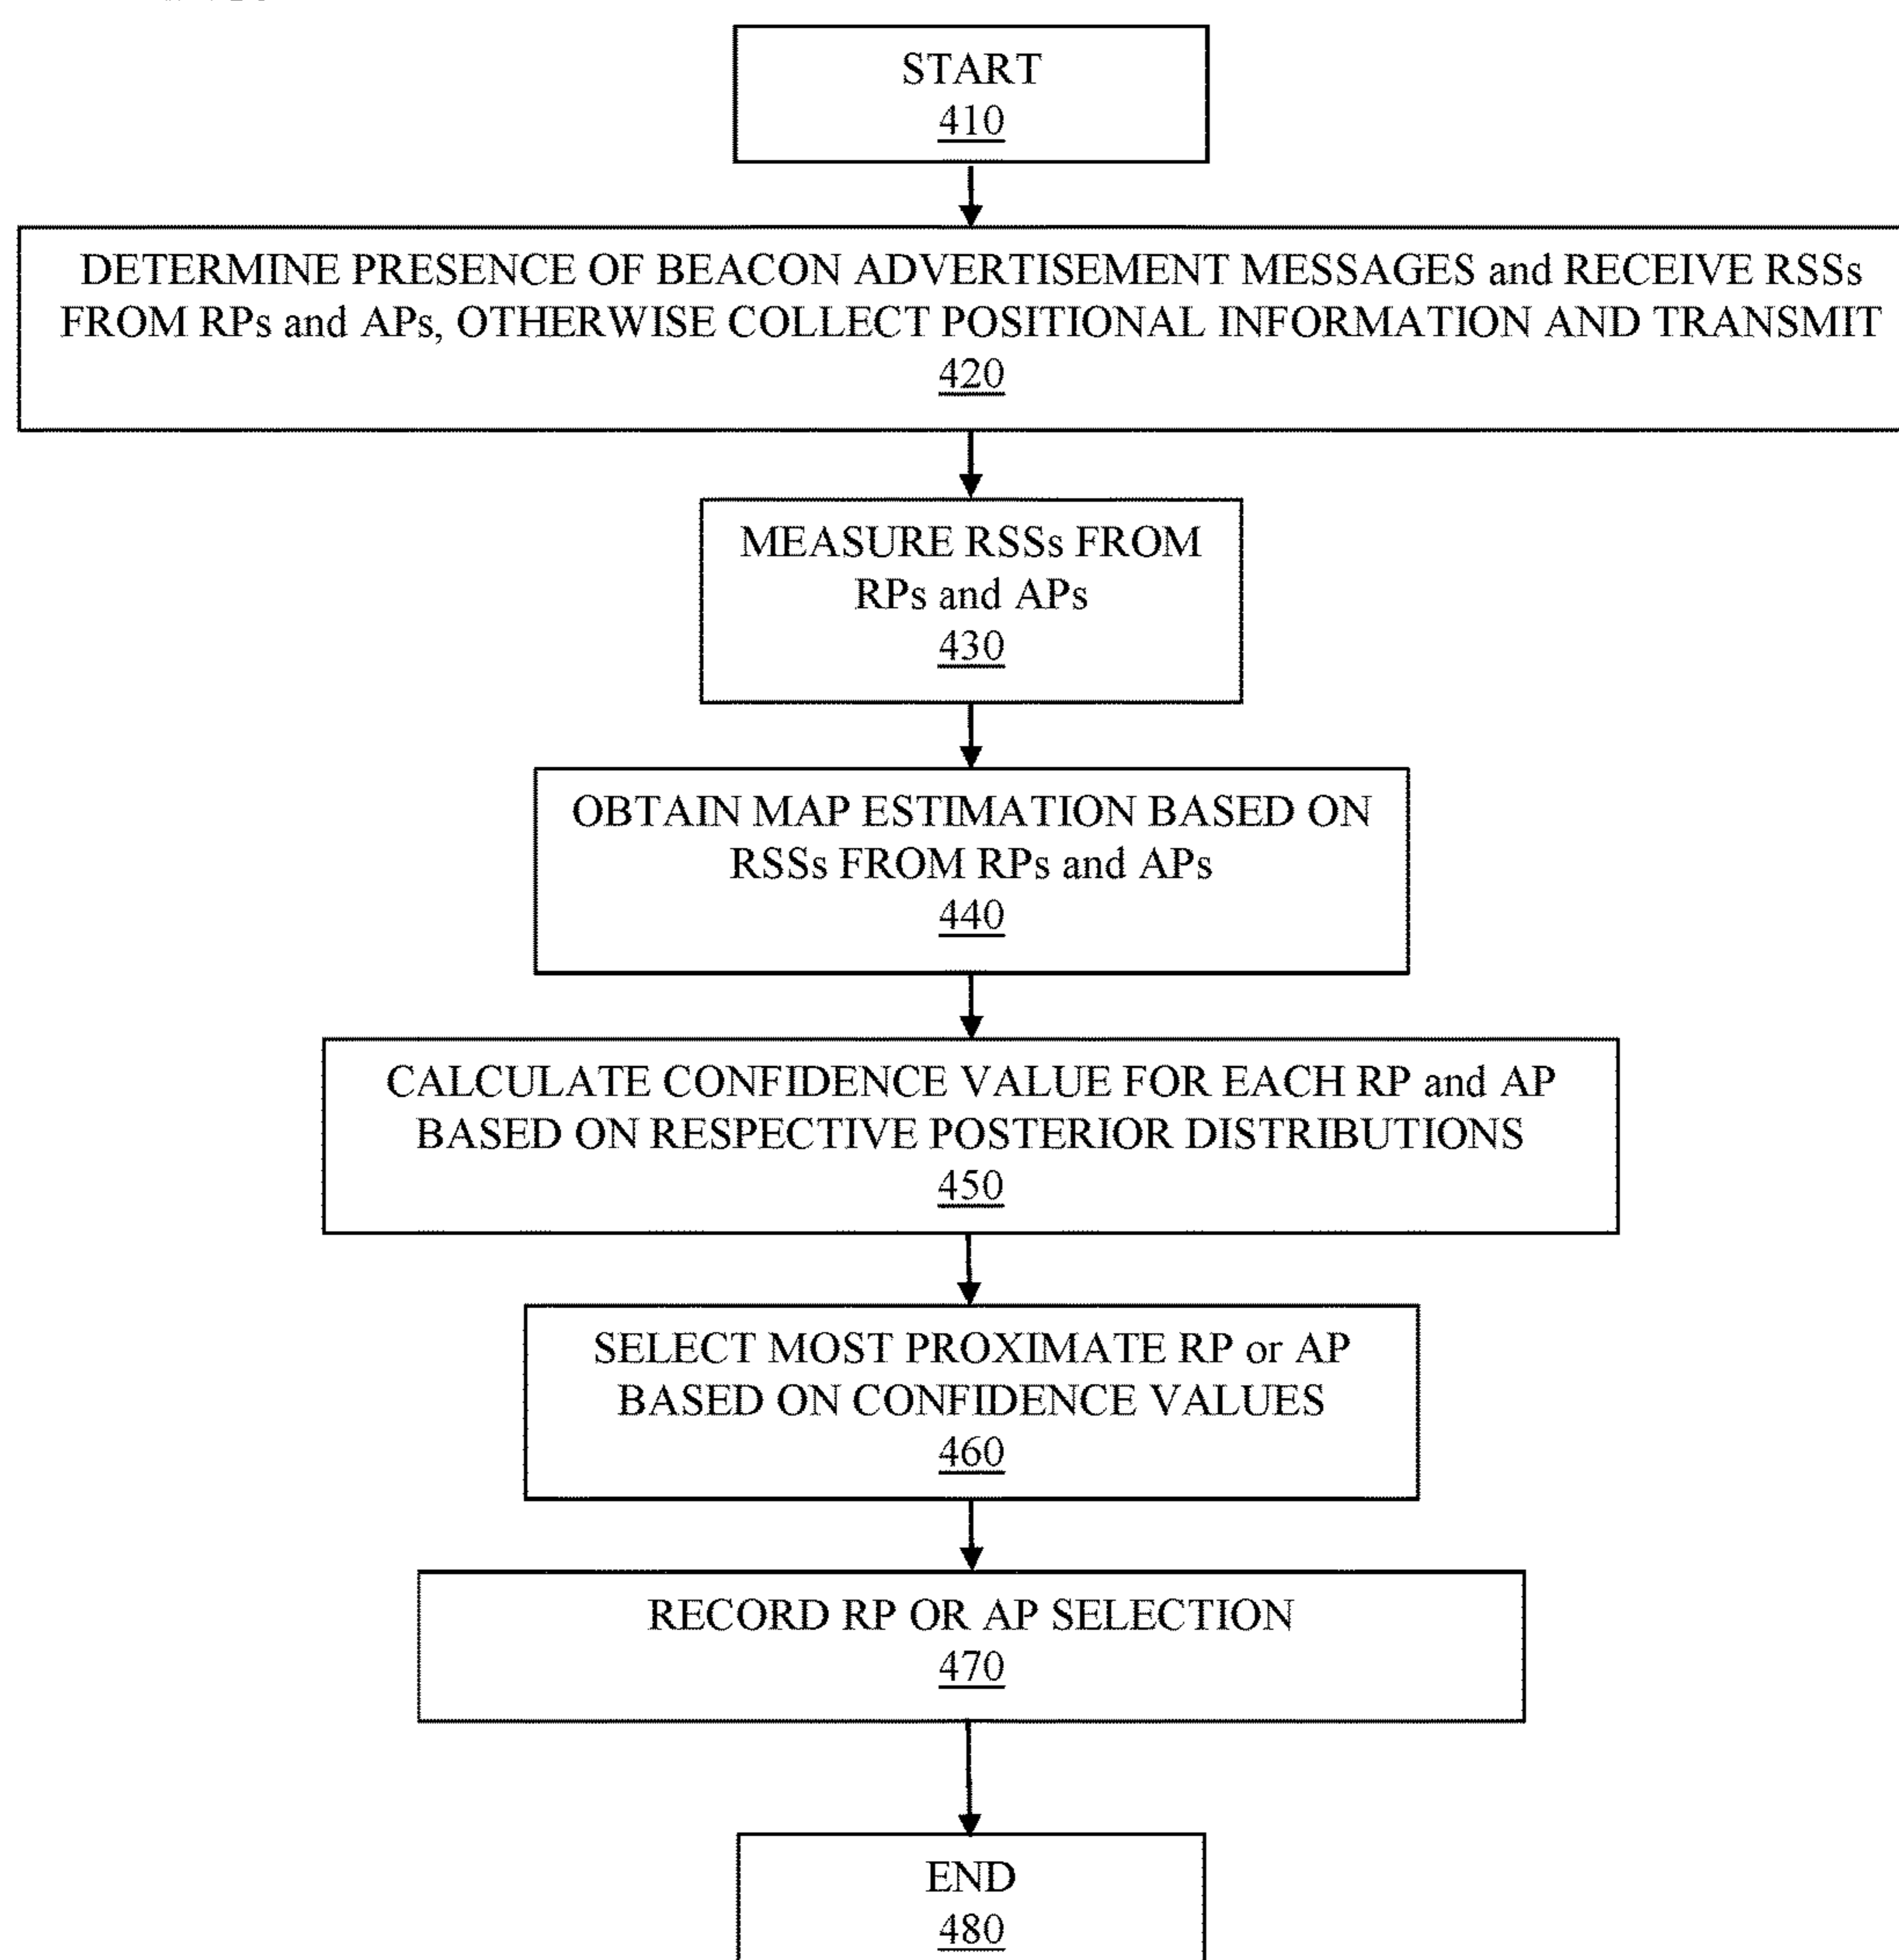 START
410
DETERMINE PRESENCE OF BEACON ADVERTISEMENT MESSAGES and RECEIVE RSSs
FROM RPs and APs, OTHERWISE COLLECT POSITIONAL INFORMATION AND TRANSMIT
420
MEASURE RSSs FROM
RPs and APs
430
OBTAIN MAP ESTIMATION BASED ON
RSSs FROM RPs and APs
440
CALCULATE CONFIDENCE VALUE FOR EACH RP and AP
BASED ON RESPECTIVE POSTERIOR DISTRIBUTIONS
450
SELECT MOST PROXIMATE RP or AP
BASED ON CONFIDENCE VALUES
460
RECORD RP OR AP SELECTION
470
END
480